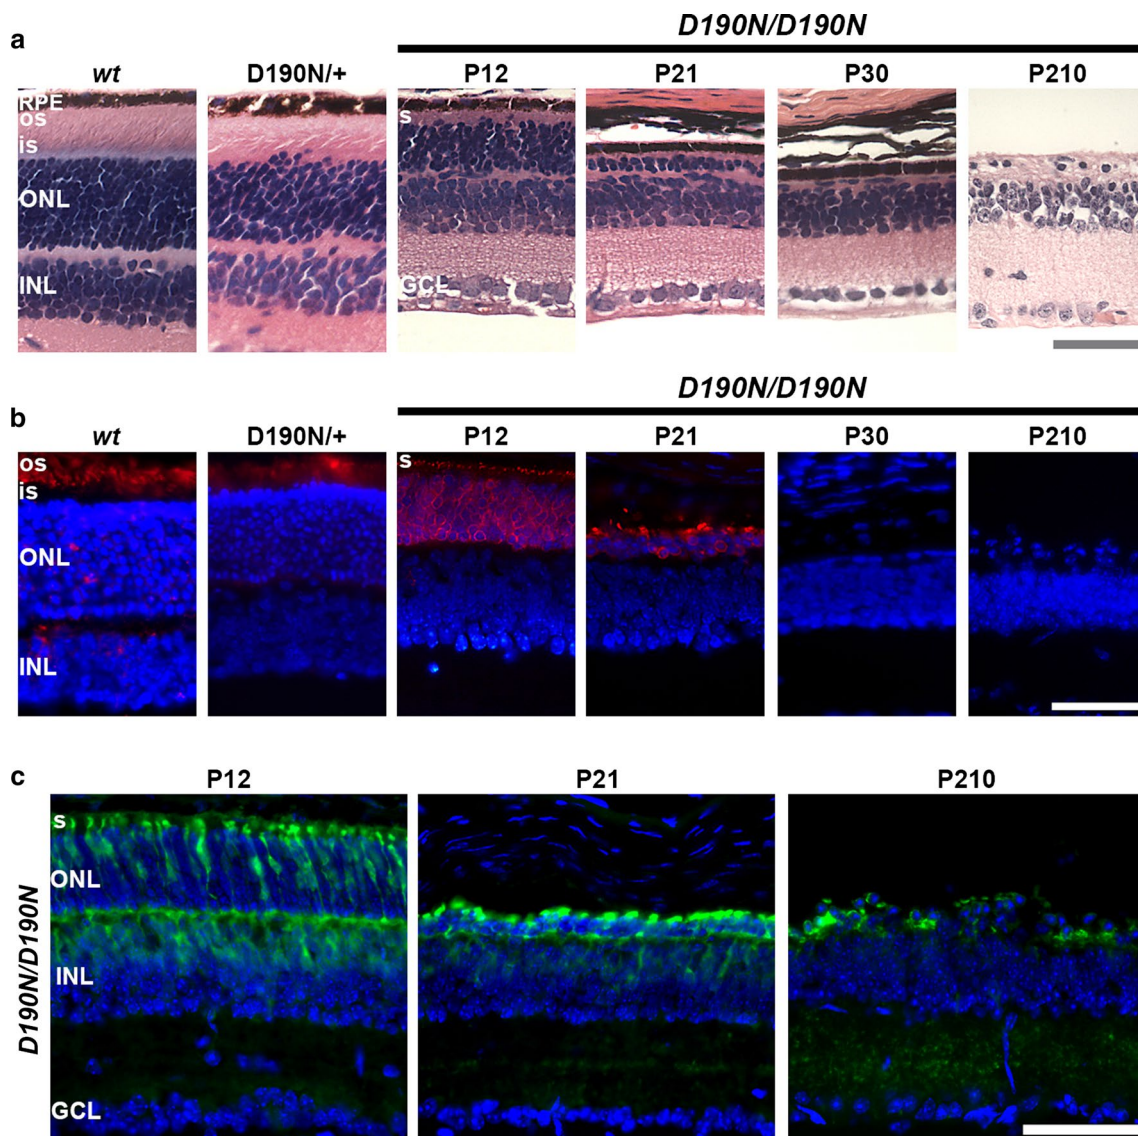 a
D190N/D190N
wt D190N/+ P12 P21 P30 P210
RPE
os
is
ONL
INL
s
GCL
b
D190N/D190N
wt D190N/+ P12 P21 P30 P210
os
is
ONL
INL
s
c
P12 P21 P210
D190N/D190N
s
ONL
INL
GCL